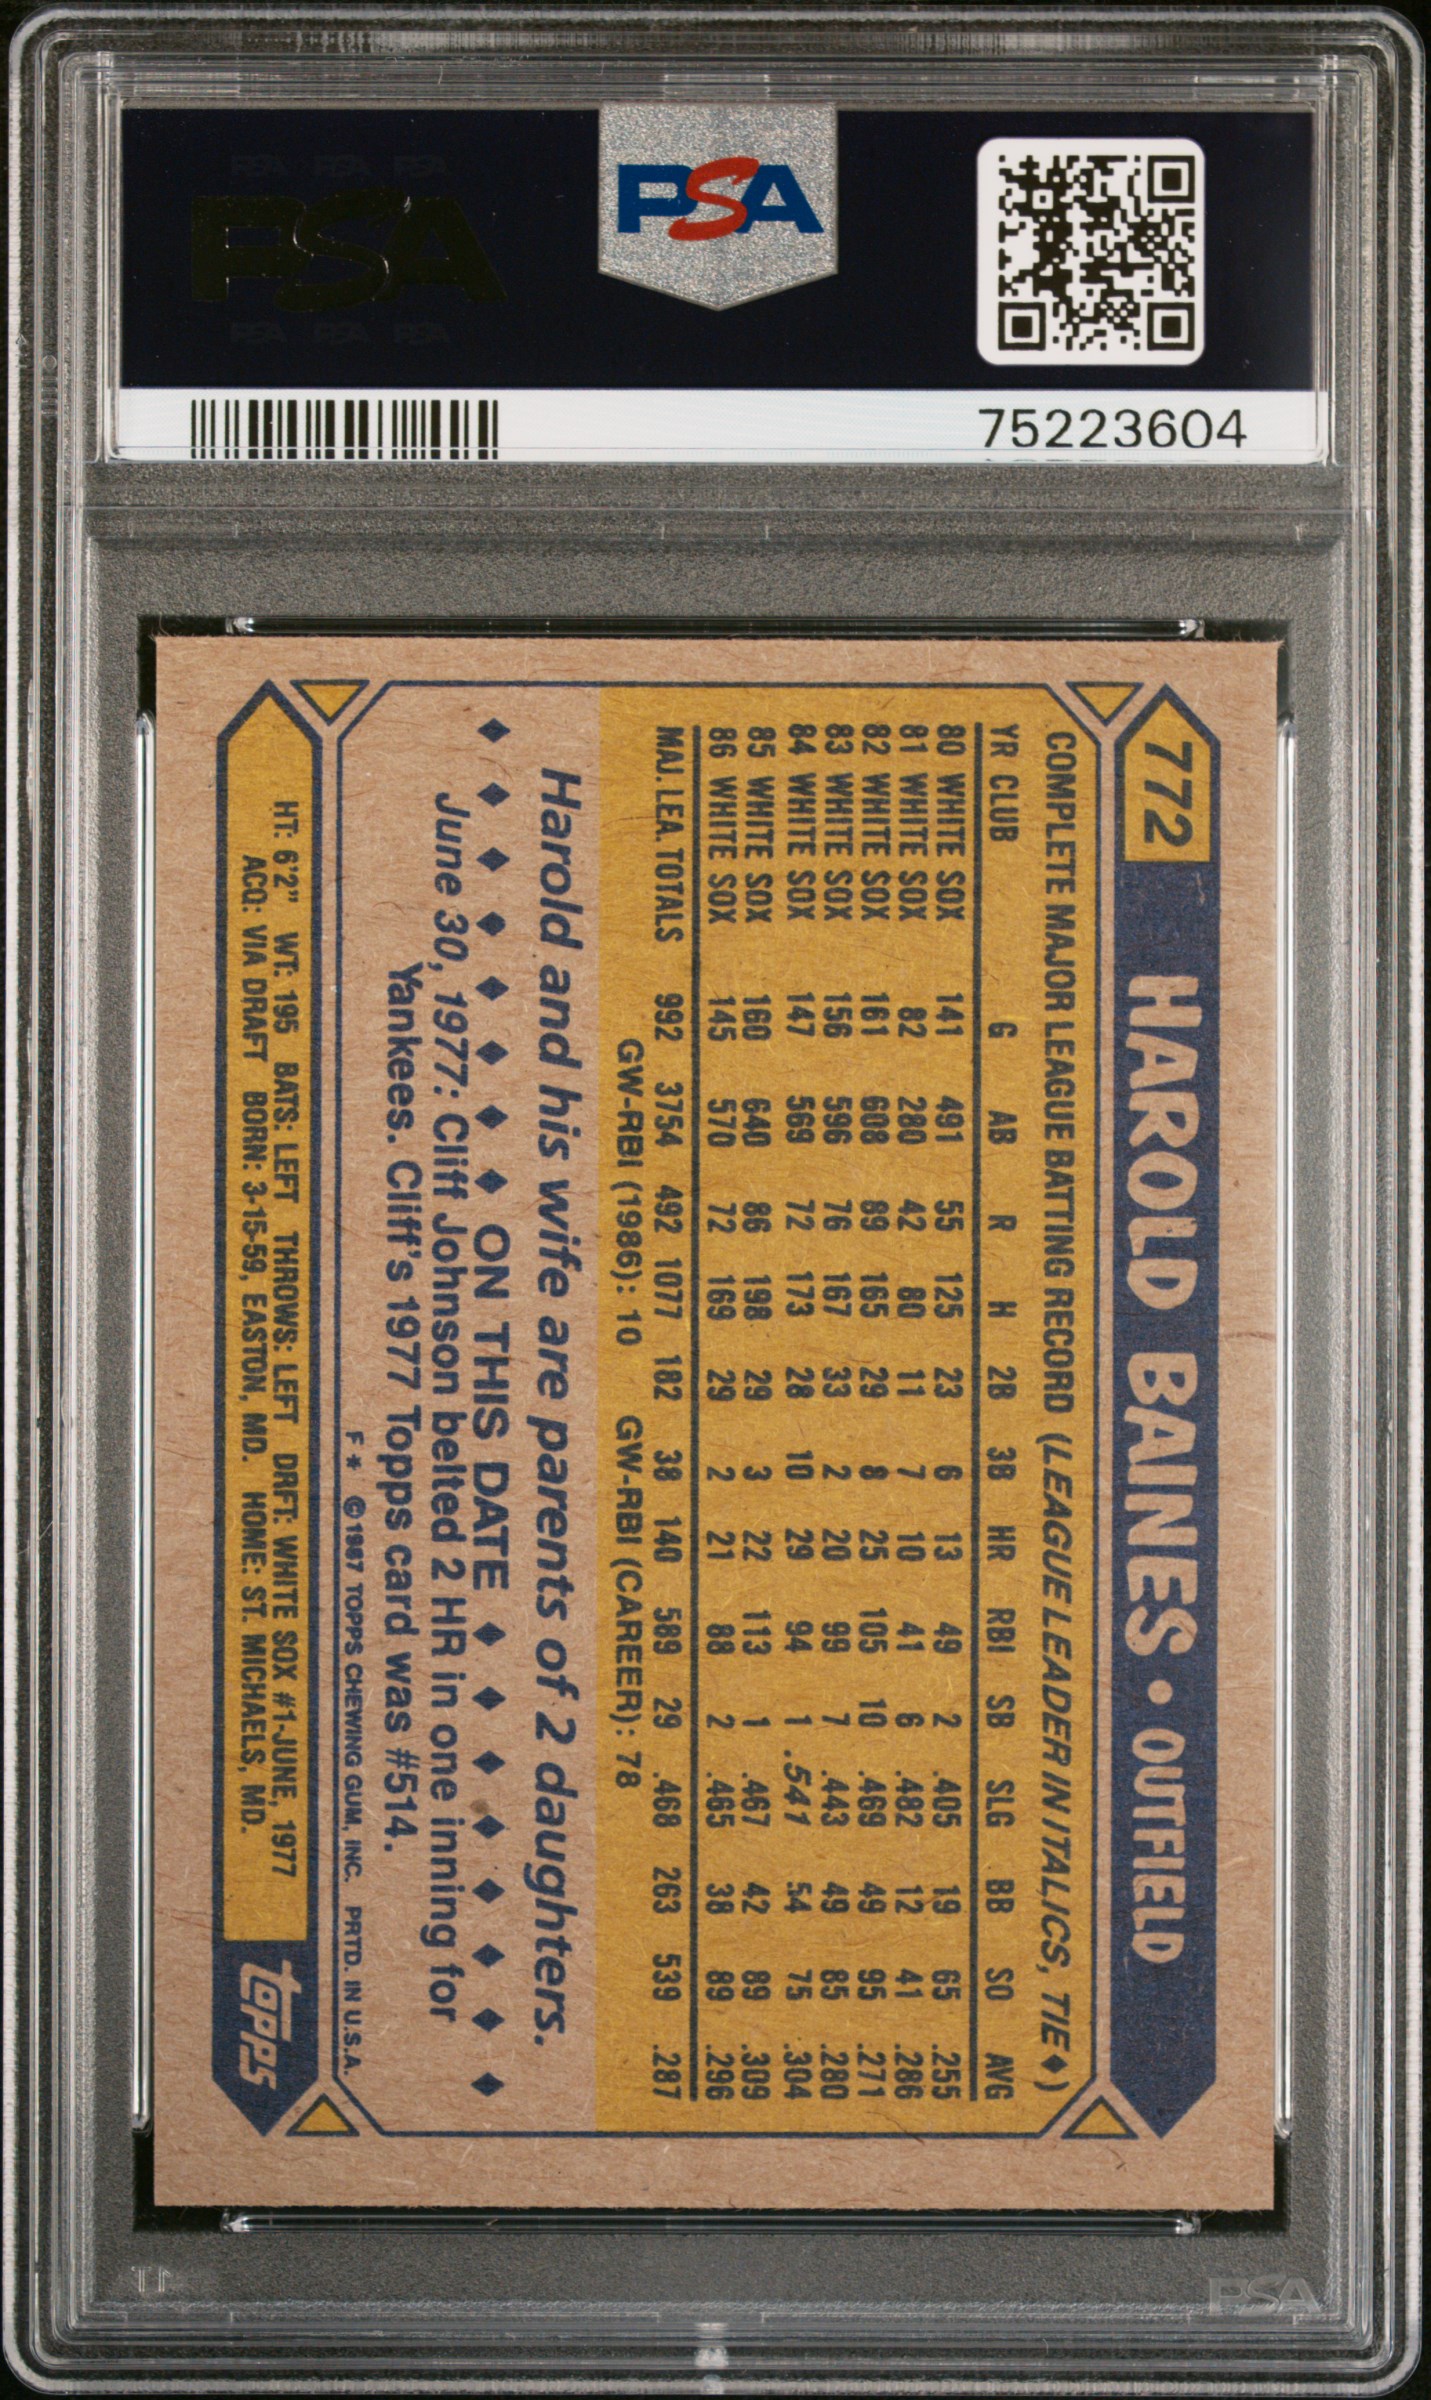 PSA PSA PSA
PSA
PSA PSA PSA
PSA
75223604
772 HAROLD BAINES • OUTFIELD
COMPLETE MAJOR LEAGUE BATTING RECORD (LEAGUE LEADER IN ITALICS, TIE◆)
YR CLUB G AB R H 2B 3B HR RBI SB SLG BB SO AVG
80 WHITE SOX 141 491 55 125 23 6 13 49 2 .405 19 65 .255
81 WHITE SOX 82 280 42 80 11 7 10 41 6 .482 12 41 .286
82 WHITE SOX 161 608 89 165 29 8 25 105 10 .469 49 95 .271
83 WHITE SOX 156 596 76 167 33 2 20 99 7 .443 49 85 .280
84 WHITE SOX 147 569 72 173 28 10 29 94 1 .541 54 75 .304
85 WHITE SOX 160 640 86 198 29 3 22 113 1 .467 42 89 .309
86 WHITE SOX 145 570 72 169 29 2 21 88 2 .465 38 89 .296
MAJ. LEA. TOTALS 992 3754 492 1077 182 38 140 589 29 .468 263 539 .287
GW-RBI (1986): 10 GW-RBI (CAREER): 78
Harold and his wife are parents of 2 daughters.
◆ ◆ ◆ ◆ ◆ ◆ ◆ ◆ ON THIS DATE ◆ ◆ ◆ ◆ ◆ ◆ ◆ ◆
June 30, 1977: Cliff Johnson belted 2 HR in one inning for
Yankees. Cliff's 1977 Topps card was #514.
F * © 1987 TOPPS CHEWING GUM, INC. PRTD. IN U.S.A.
HT: 6'2" WT: 195 BATS: LEFT THROWS: LEFT DRFT: WHITE SOX #1-JUNE, 1977
ACQ: VIA DRAFT BORN: 3-15-59, EASTON, MD. HOME: ST. MICHAELS, MD.
topps
PSA